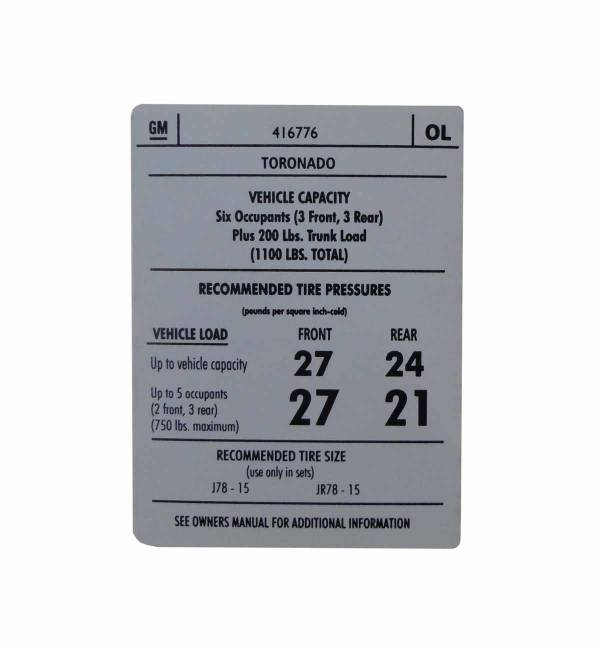 GM 416776 OL
TORONADO
VEHICLE CAPACITY
Six Occupants (3 Front, 3 Rear)
Plus 200 Lbs. Trunk Load
(1100 LBS. TOTAL)
RECOMMENDED TIRE PRESSURES
(pounds per square inch-cold)
VEHICLE LOAD FRONT REAR
Up to vehicle capacity 27 24
Up to 5 occupants
(2 front, 3 rear) 27 21
(750 lbs. maximum)
RECOMMENDED TIRE SIZE
(use only in sets)
J78 - 15 JR78 - 15
SEE OWNERS MANUAL FOR ADDITIONAL INFORMATION